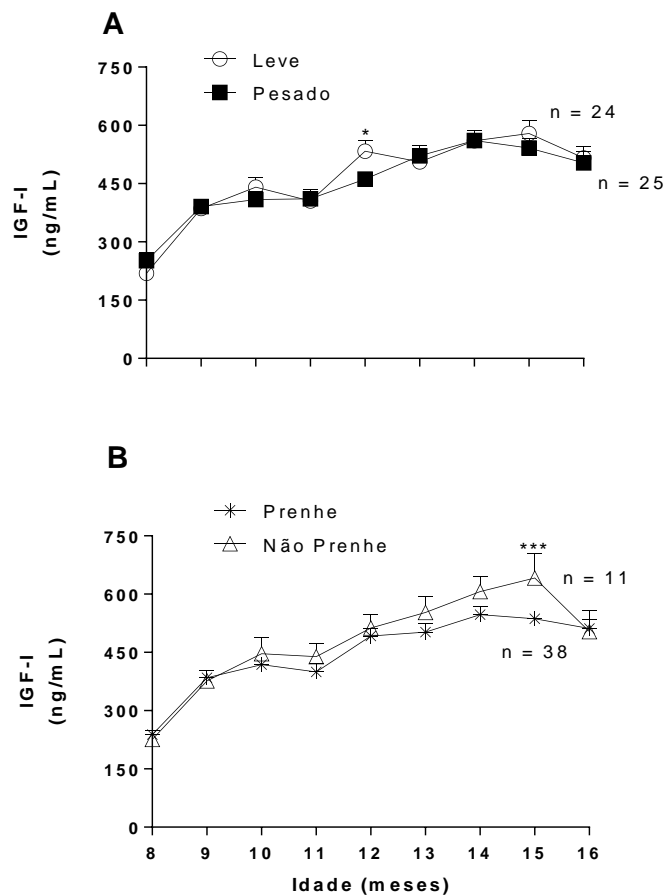 A
Leve
Pesado
750
600
450
300
150
0
IGF-I
(ng/mL)
*
n = 24
n = 25
B
Prenhe
Não Prenhe
750
600
450
300
150
0
IGF-I
(ng/mL)
***
n = 11
n = 38
8 9 10 11 12 13 14 15 16
Idade (meses)